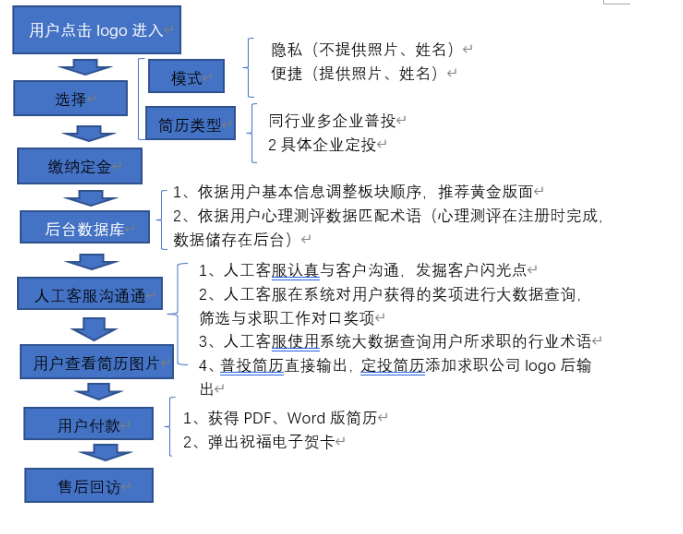 用户点击 logo 进入
选择
模式
隐私（不提供照片、姓名）
便捷（提供照片、姓名）
简历类型
同行业多企业普投
2 具体企业定投
缴纳定金
后台数据库
1、依据用户基本信息调整板块顺序，推荐黄金版面
2、依据用户心理测评数据匹配术语（心理测评在注册时完成，
数据储存在后台）
人工客服沟通通
1、人工客服认真与客户沟通，发掘客户闪光点
2、人工客服在系统对用户获得的奖项进行大数据查询，
筛选与求职工作对口奖项
3、人工客服使用系统大数据查询用户所求职的行业术语
4、普投简历直接输出，定投简历添加求职公司 logo 后输
出
用户查看简历图片
用户付款
1、获得 PDF、Word 版简历
2、弹出祝福电子贺卡
售后回访